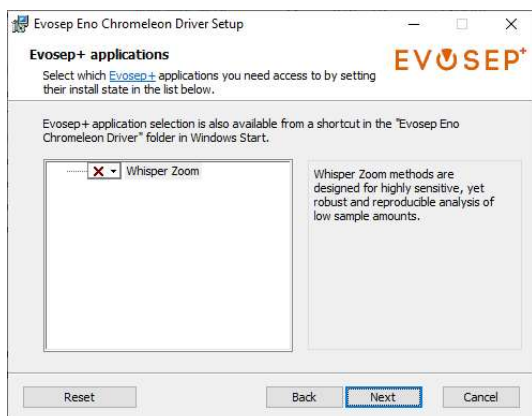 Evosep Eno Chromeleon Driver Setup
Evosep+ applications
Select which Evosep+ applications you need access to by setting
their install state in the list below.
EVOSEP+
Evosep+ application selection is also available from a shortcut in the "Evosep Eno
Chromeleon Driver" folder in Windows Start.
Whisper Zoom
Whisper Zoom methods are
designed for highly sensitive, yet
robust and reproducible analysis of
low sample amounts.
Reset
Back
Next
Cancel